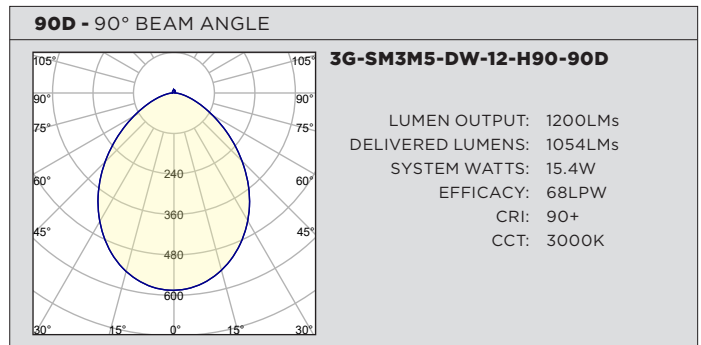 90D - 90° BEAM ANGLE
3G-SM3M5-DW-12-H90-90D
105° 105°
90° 90°
75° 75°
60° 60°
45° 45°
240
360
480
600
30° 15° 0° 15° 30°
LUMEN OUTPUT: 1200LMs
DELIVERED LUMENS: 1054LMs
SYSTEM WATTS: 15.4W
EFFICACY: 68LPW
CRI: 90+
CCT: 3000K